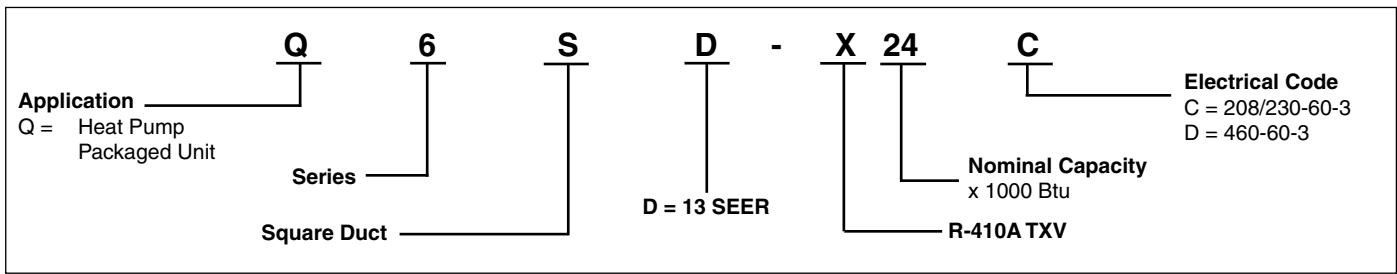 Q 6 S D - X 24 C
Application
Q = Heat Pump
Packaged Unit
Series
Square Duct
D = 13 SEER
Electrical Code
C = 208/230-60-3
D = 460-60-3
Nominal Capacity
x 1000 Btu
R-410A TXV